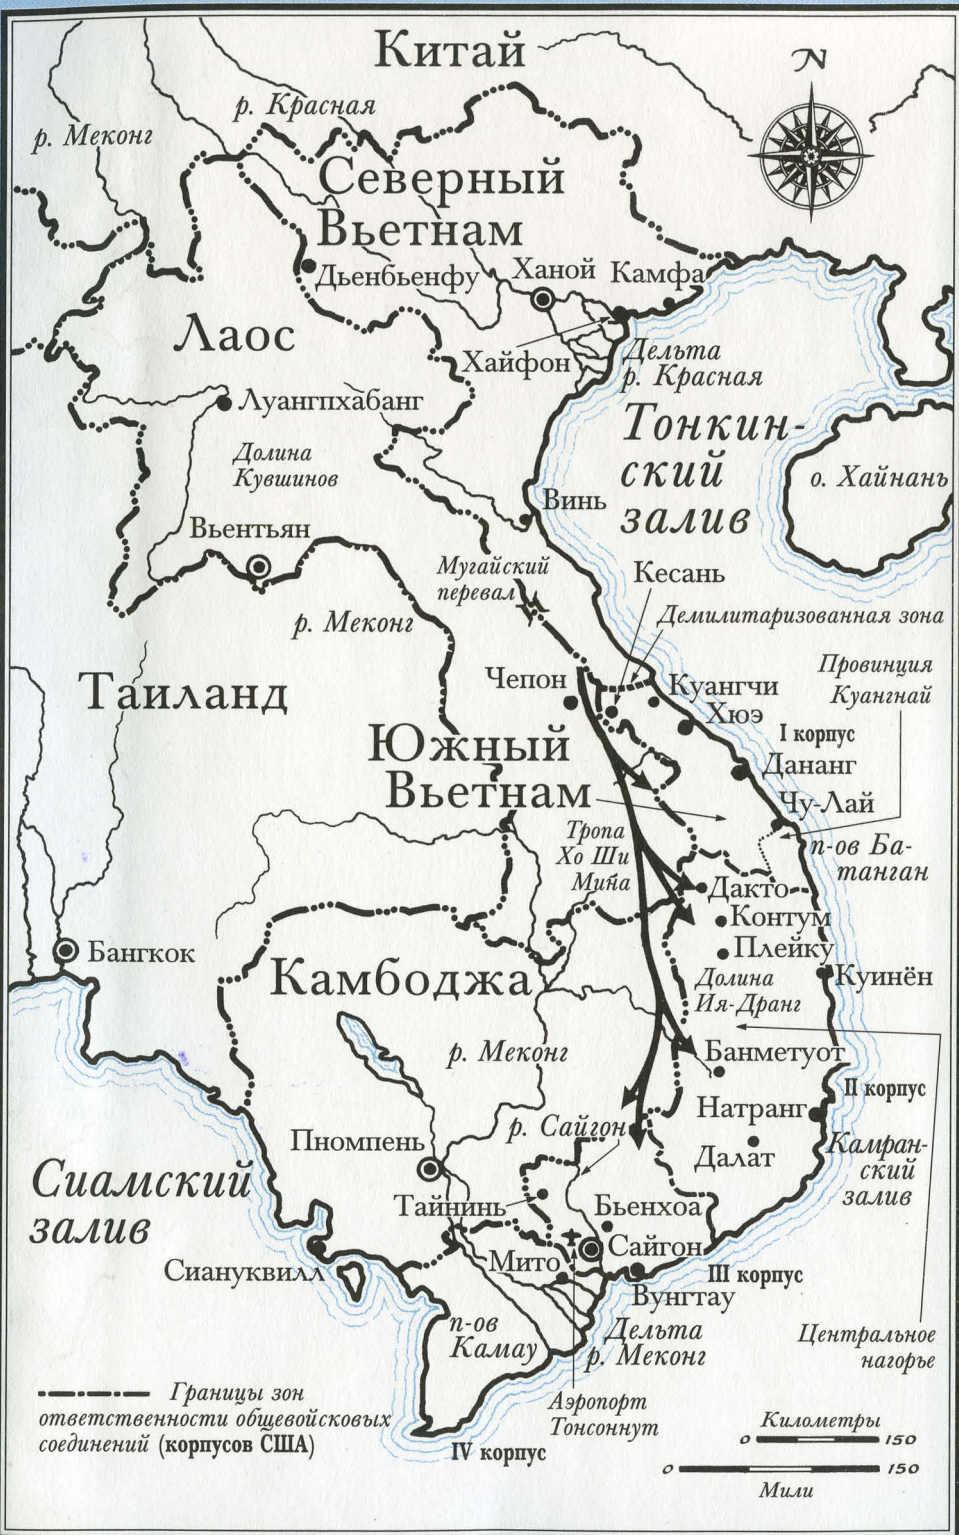 Китай
N
р. Красная
р. Меконг
Северный
Вьетнам
Дьенбьенфу
Ханой
Камфа
Лаос
Хайфон
Дельта
р. Красная
Луангпхабанг
Тонкин-
ский
залив
о. Хайнань
Долина
Кувшинов
Винь
Вьентьян
Мугайский
перевал
Кесань
Демилитаризованная зона
р. Меконг
Провинция
Куангнай
Таиланд
Чепон
Куангчи
Хюэ
I корпус
Южный
Вьетнам
Дананг
Чу-Лай
Тропа
Хо Ши
Мина
п-ов Ба-
танган
Дакто
Контум
Плейку
Бангкок
Камбоджа
Долина
Ия-Дранг
Куинён
р. Меконг
Банметуот
II корпус
Натранг
р. Сайгон
Пномпень
Далат
Камран-
ский
залив
Сиамский
залив
Тайнинь
Бьенхоа
Сайгон
Мито
Сиануквилл
III корпус
Вунгтау
п-ов
Камау
Дельта
р. Меконг
Центральное
нагорье
Аэропорт
Тонсоннут
Границы зон
ответственности общевойсковых
соединений (корпусов США)
IV корпус
Километры
0 150
0 150
Мили